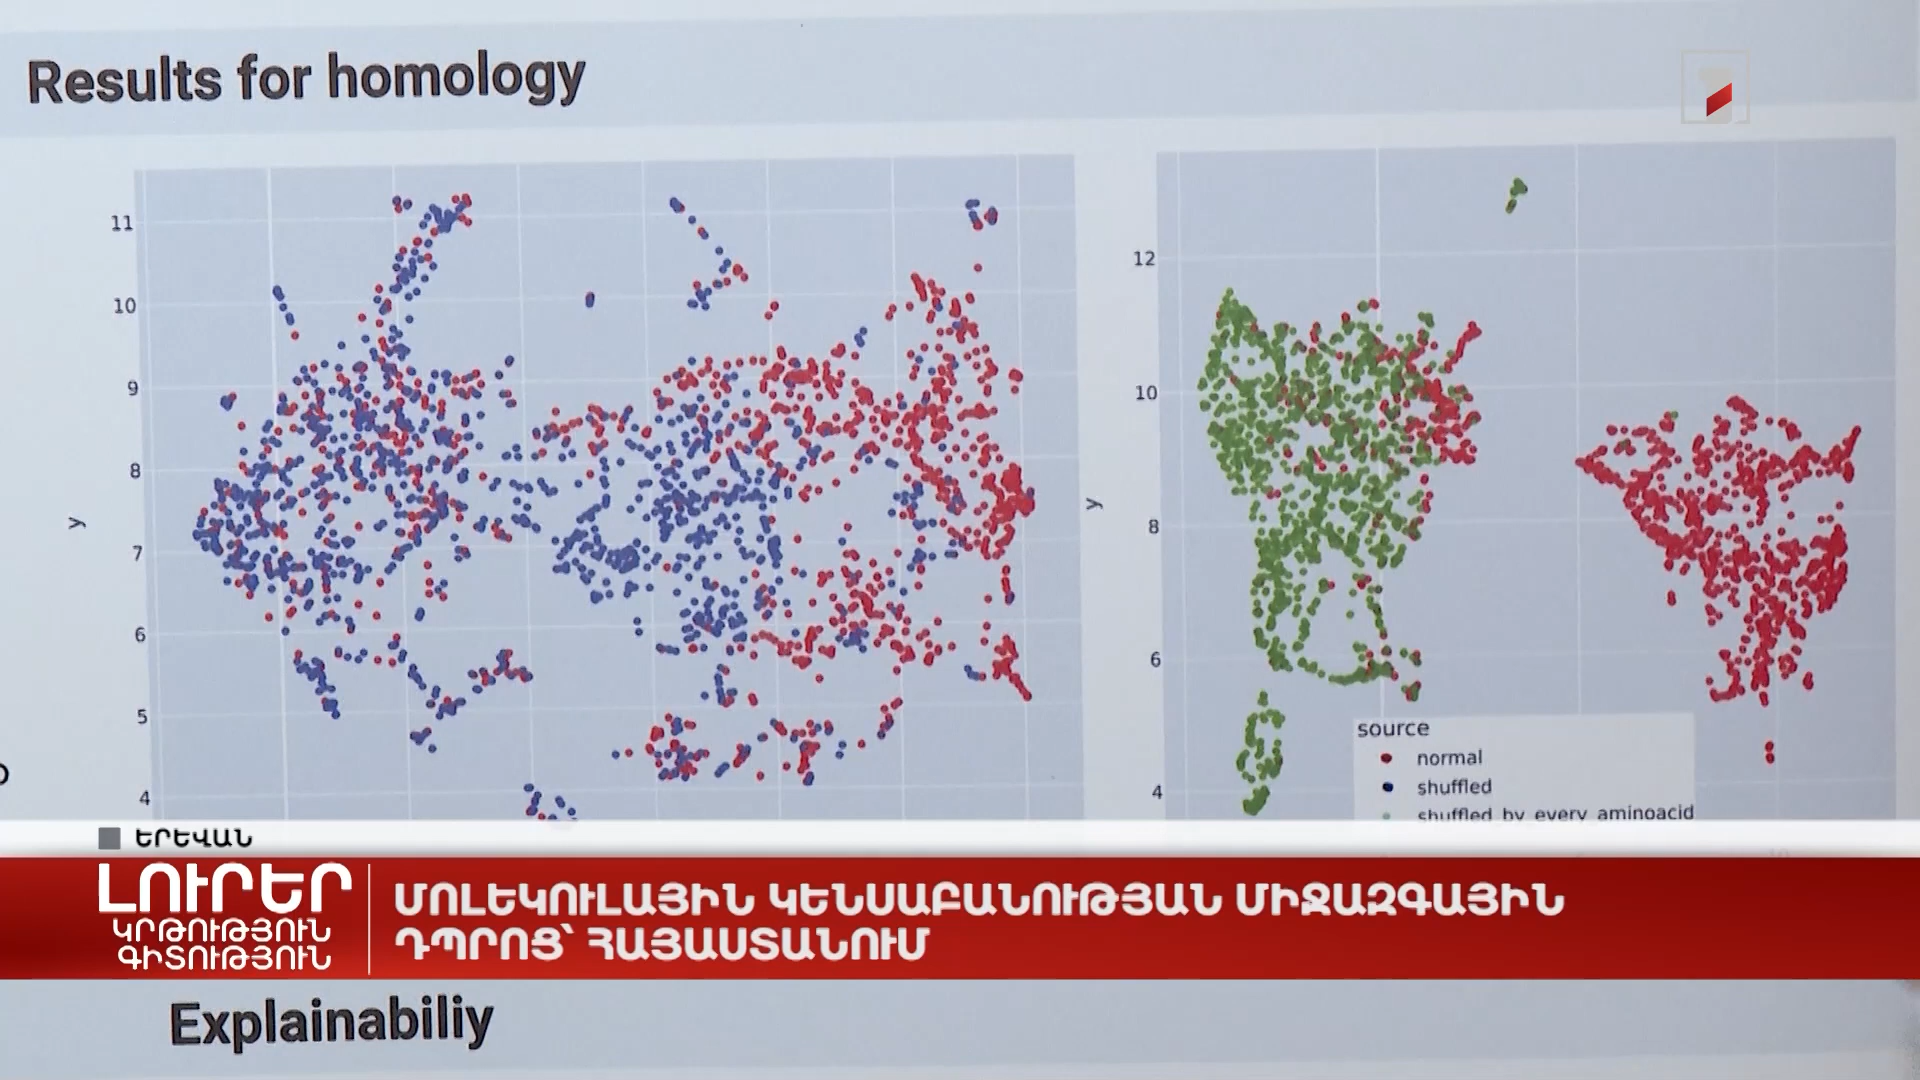 Results for homology
11
10
9
8
7
6
5
4
y
12
10
8
6
4
y
source
normal
shuffled
shuffled by every aminoacid
ԵՐԵՎԱՆ
ԼՈՒՐԵՐ
ԿՐԹՈՒԹՅՈՒՆ
ԳԻՏՈՒԹՅՈՒՆ
ՄՈԼԵԿՈՒԼԱՅԻՆ ԿԵՆՍԱԲԱՆՈՒԹՅԱՆ ՄԻՋԱԶԳԱՅԻՆ
ԴՊՐՈՑ՝ ՀԱՅԱՍՏԱՆՈՒՄ
Explainabiliy